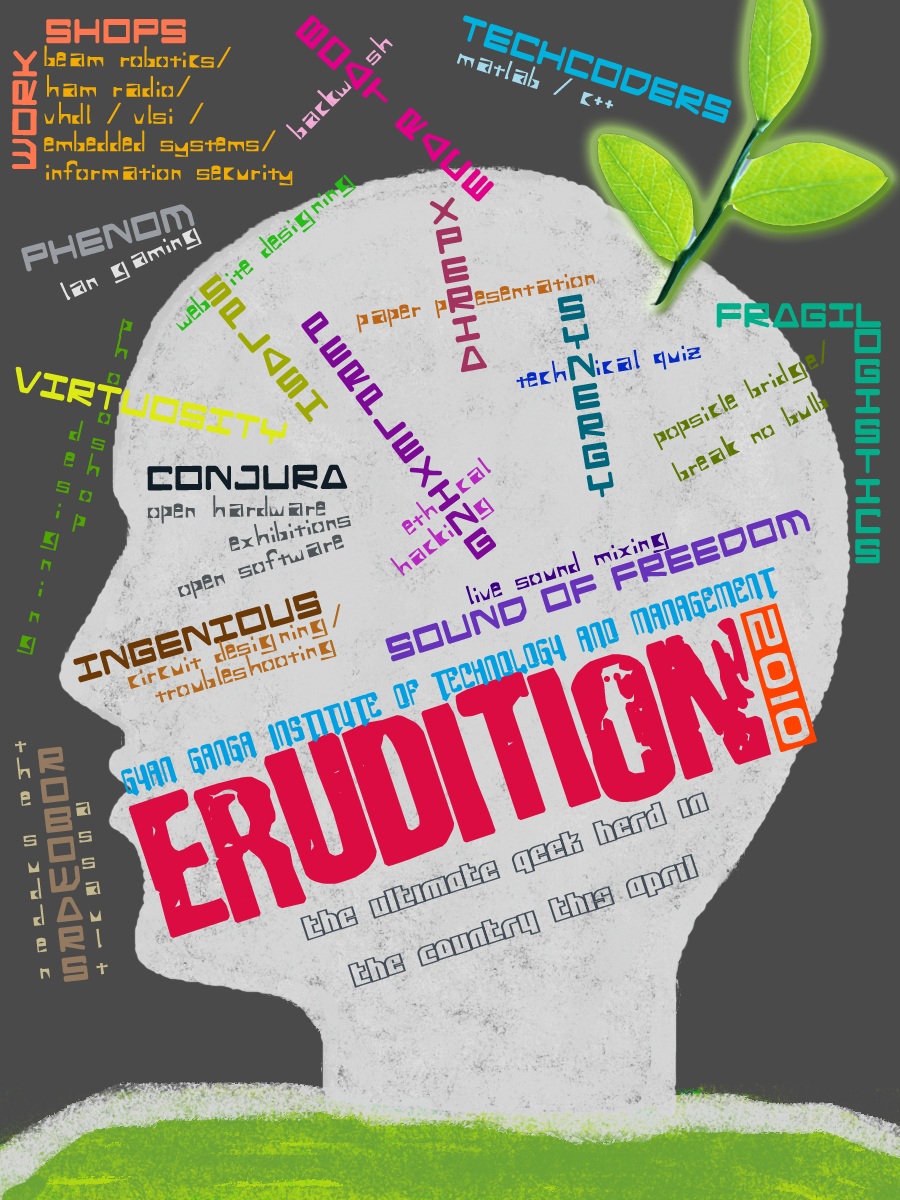 WORK
SHOPS
beam robotics/
ham radio/
vhdl / vlsi /
embedded systems/
information security
BOAT RAVE
backwash
TECHCODERS
matlab / c++
PHENOM
lan gaming
website designing
SPLASI
XPERIA
paper presentation
PERPLEXING
ethical
hacking
SYNERGY
technical quiz
FRAGIL
LOGISTICS
popsicle bridge/
break no bulb
VIRTUOSITY
photoshop
designing
CONJURA
open hardware
exhibitions
open software
live sound mixing
SOUND OF FREEDOM
INGENIOUS
circuit designing/
troubleshooting
GYAN GANGA INSTITUTE OF TECHNOLOGY AND MANAGEMENT
ERUDITION
2010
the ultimate geek herd in
the country this april
the sudden
ROBOWARS
assault